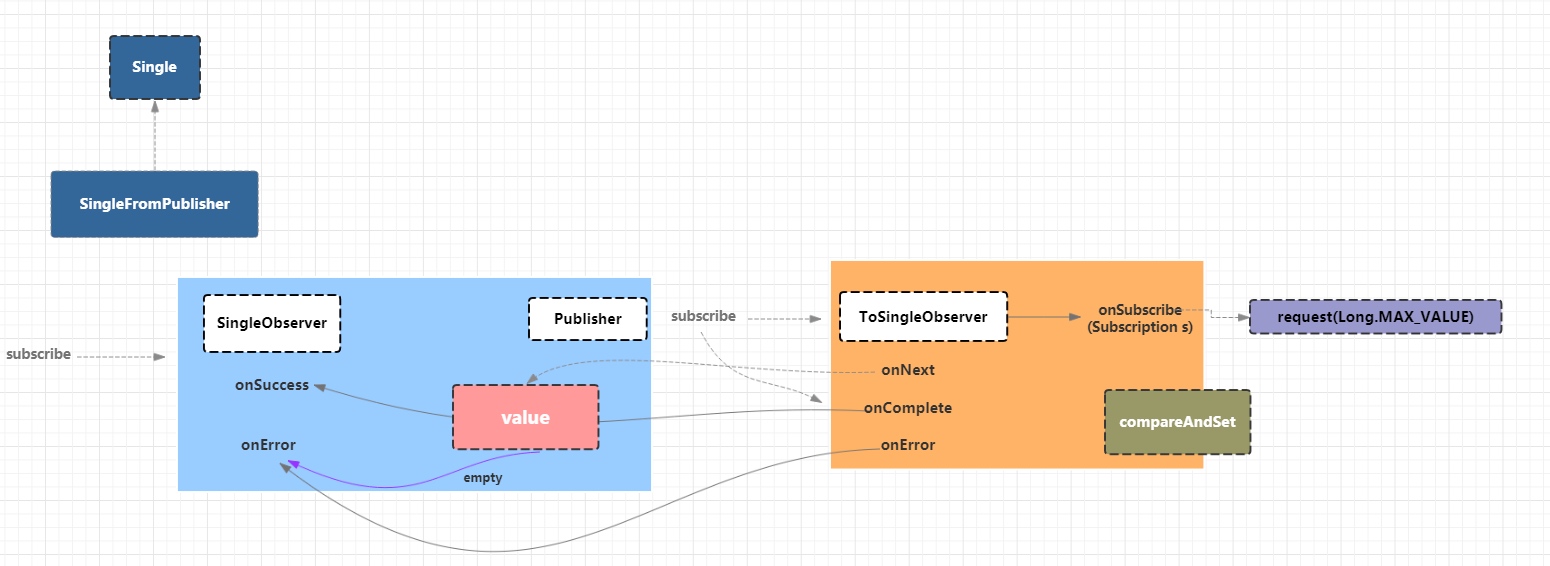 Single
SingleFromPublisher
subscribe
SingleObserver
Publisher
onSuccess
value
onError
empty
subscribe
ToSingleObserver
onSubscribe
(Subscription s)
request(Long.MAX_VALUE)
onNext
onComplete
onError
compareAndSet